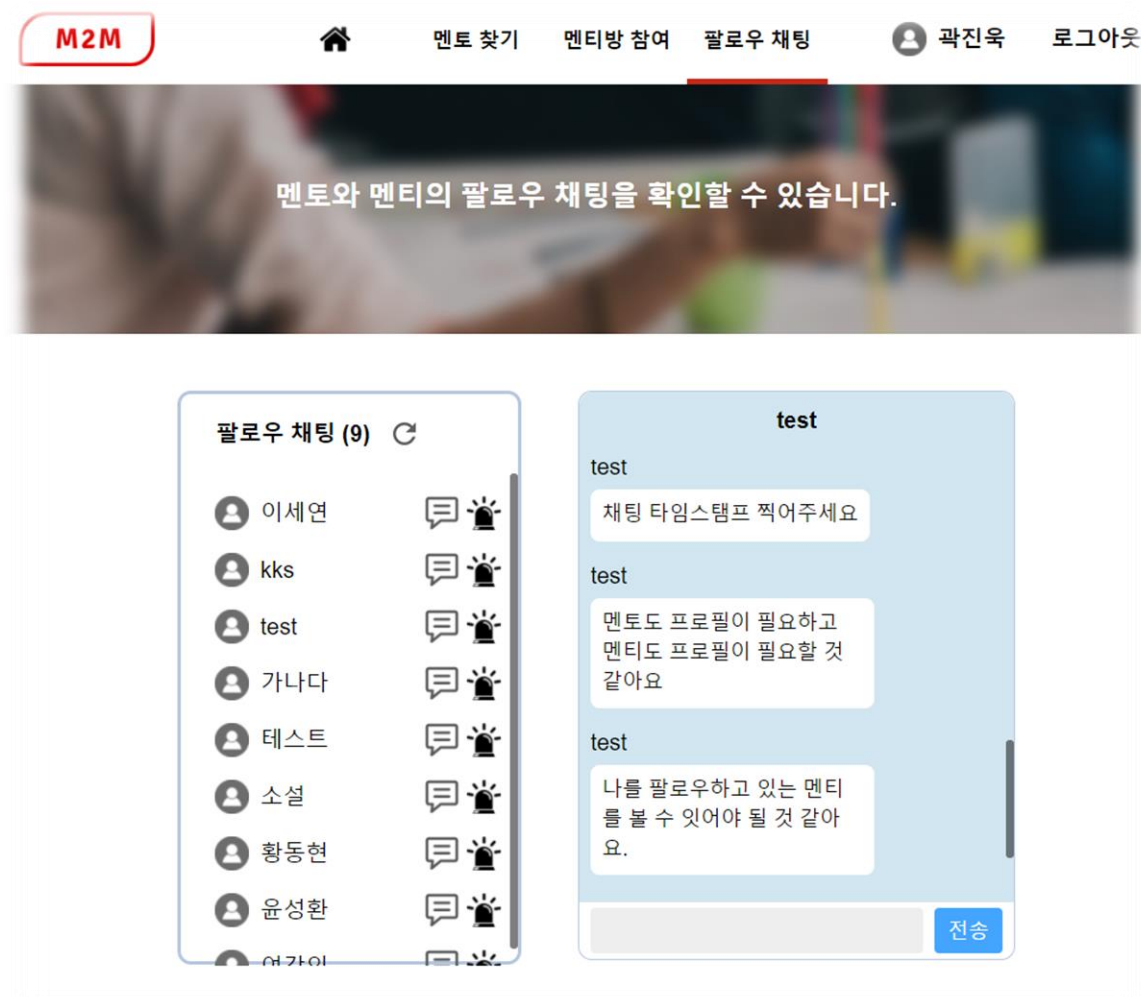 M2M
멘토 찾기
멘티방 참여
팔로우 채팅
곽진욱
로그아웃
멘토와 멘티의 팔로우 채팅을 확인할 수 있습니다.
팔로우 채팅 (9)
이세연
kks
test
가나다
테스트
소설
황동현
윤성환
test
test
채팅 타임스탬프 찍어주세요
test
멘토도 프로필이 필요하고
멘티도 프로필이 필요할 것
같아요
test
나를 팔로우하고 있는 멘티
를 볼 수 잇어야 될 것 같아
요.
전송